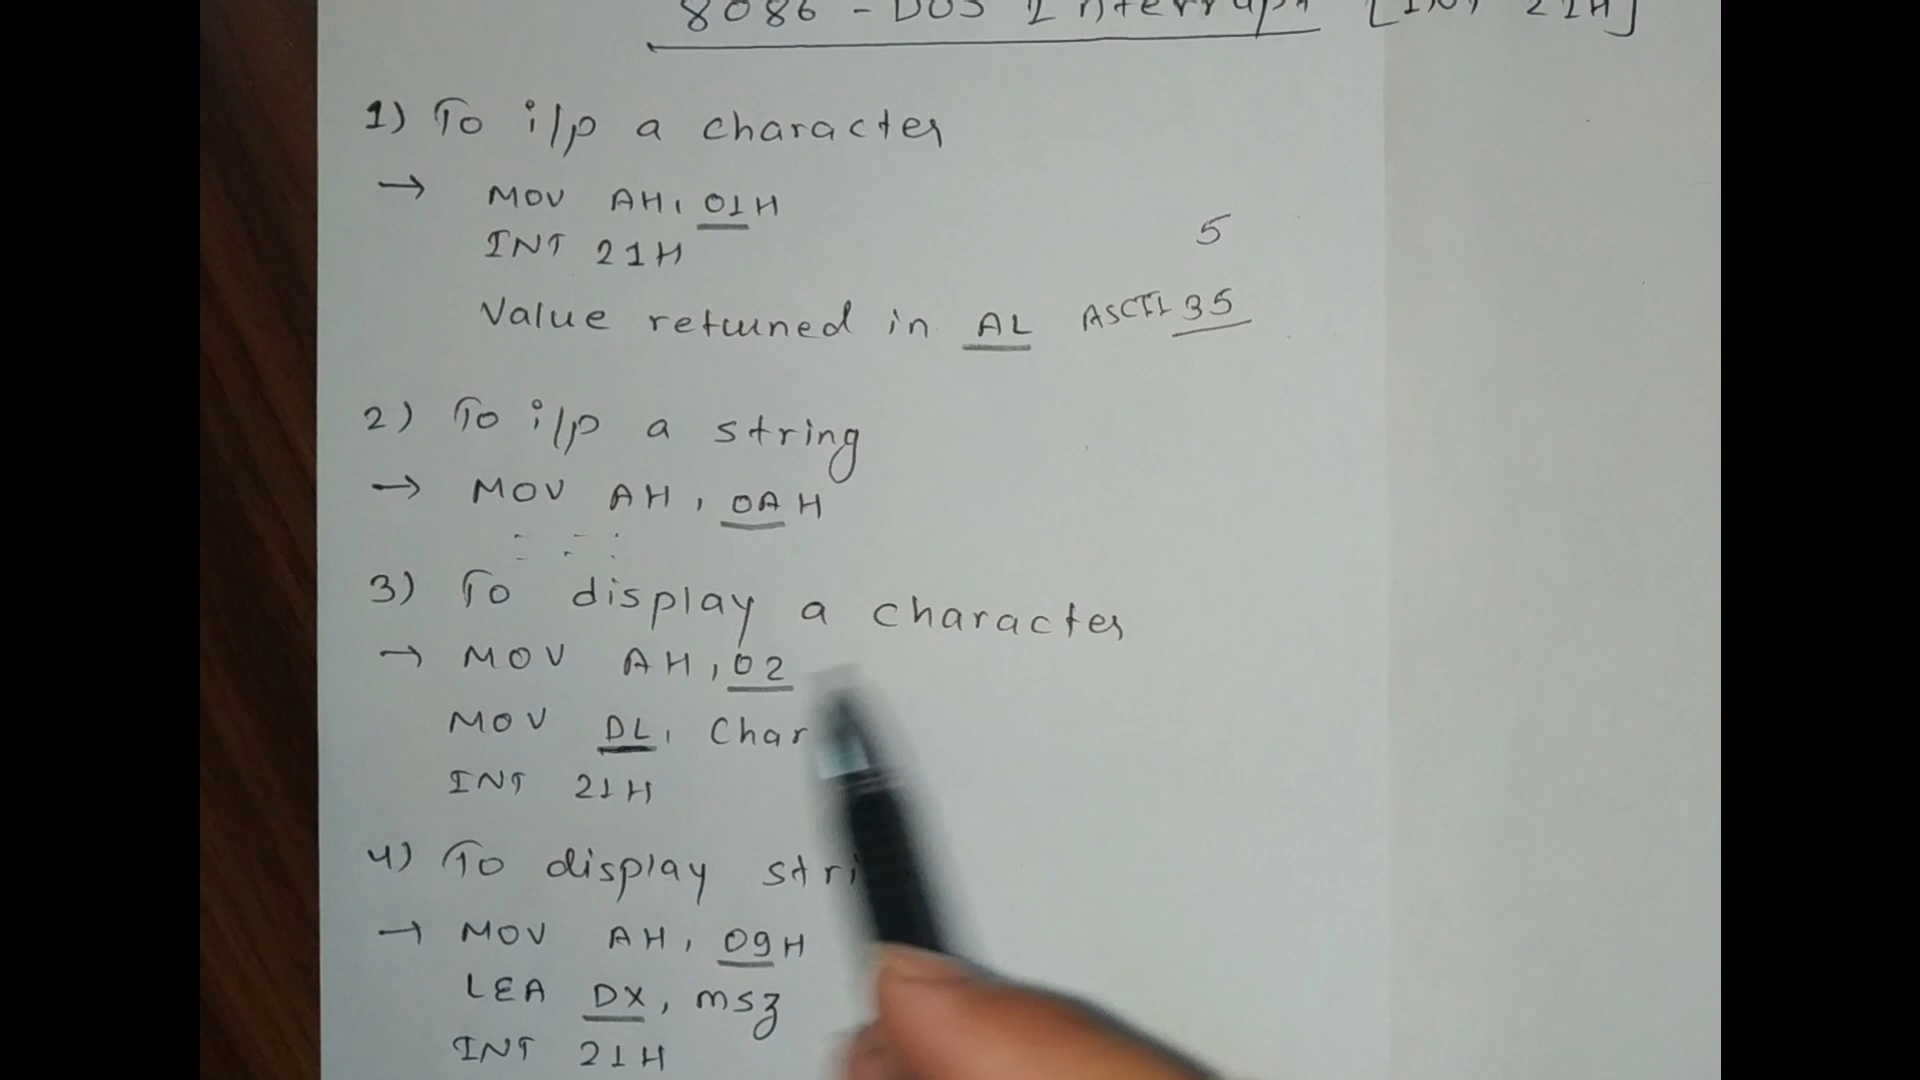 8086 - DOS Interrupt [INT 21H]
1) To i/p a character
→ MOV AH, 01H
INT 21H
5
Value retuned in AL ASCII 35
2) To i/p a string
→ MOV AH, 0AH
3) To display a character
→ MOV AH, 02
MOV DL, Char
INT 21H
4) To display stri
→ MOV AH, 09H
LEA DX, msg
INT 21H